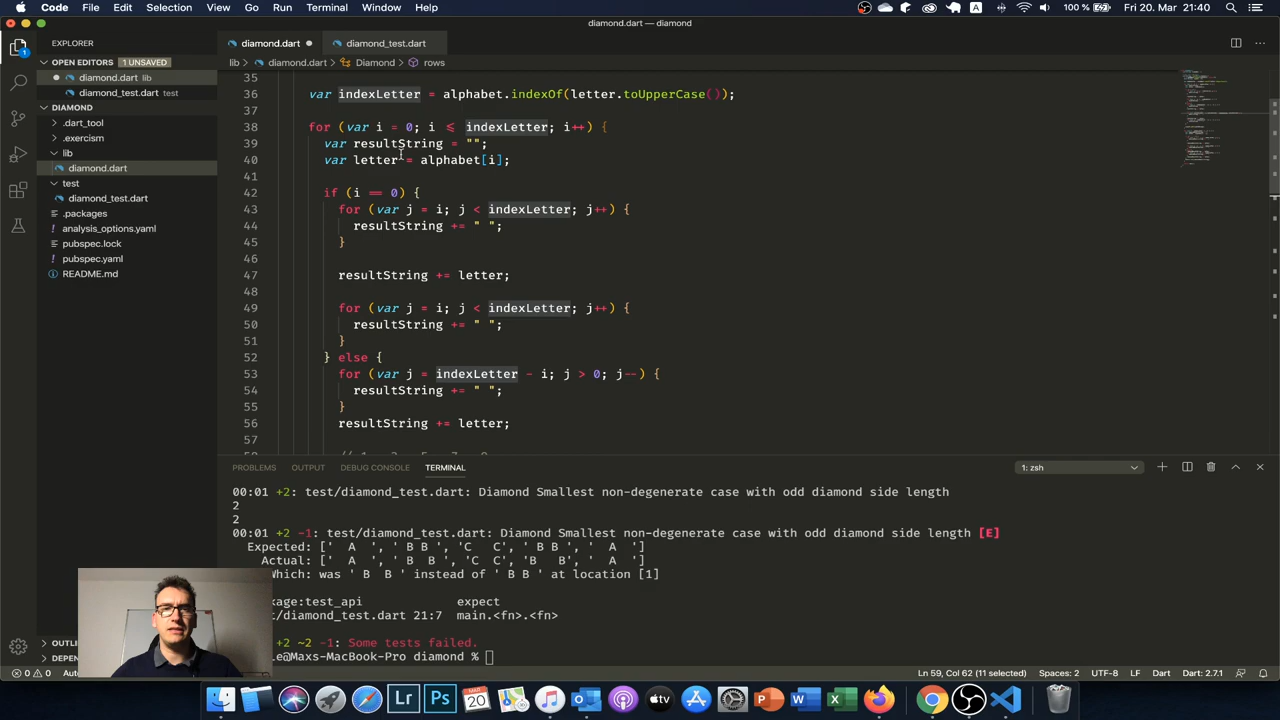 Code File Edit Selection View Go Run Terminal Window Help
100 % Fr 20. Mar 21:40
diamond.dart — diamond
EXPLORER
diamond.dart
diamond_test.dart
lib > diamond.dart > Diamond > rows
OPEN EDITORS 1 UNSAVED
diamond.dart lib
diamond_test.dart test
DIAMOND
.dart_tool
.exercism
lib
diamond.dart
test
diamond_test.dart
.packages
analysis_options.yaml
pubspec.lock
pubspec.yaml
README.md
35
36 var indexLetter = alphabet.indexOf(letter.toUpperCase());
37
38 for (var i = 0; i <= indexLetter; i++) {
39 var resultString = "";
40 var letter = alphabet[i];
41
42 if (i == 0) {
43 for (var j = i; j < indexLetter; j++) {
44 resultString += " ";
45 }
46
47 resultString += letter;
48
49 for (var j = i; j < indexLetter; j++) {
50 resultString += " ";
51 }
52 } else {
53 for (var j = indexLetter - i; j > 0; j--) {
54 resultString += " ";
55 }
56 resultString += letter;
57
PROBLEMS OUTPUT DEBUG CONSOLE TERMINAL
1: zsh
00:01 +2: test/diamond_test.dart: Diamond Smallest non-degenerate case with odd diamond side length
2
2
00:01 +2 -1: test/diamond_test.dart: Diamond Smallest non-degenerate case with odd diamond side length [E]
Expected: ['  A  ', ' B B ', 'C   C', ' B B ', '  A  ']
Actual: ['  A  ', ' B  B ', 'C  C', 'B   B', '  A  ']
Which: was ' B  B ' instead of ' B B ' at location [1]
kage:test_api expect
st/diamond_test.dart 21:7 main.<fn>.<fn>
+2 ~2 -1: Some tests failed.
e@Maxs-MacBook-Pro diamond %
OUTLI
DEPEN
0 0 Aut
Ln 59, Col 62 (11 selected) Spaces: 2 UTF-8 LF Dart Dart: 2.7.1